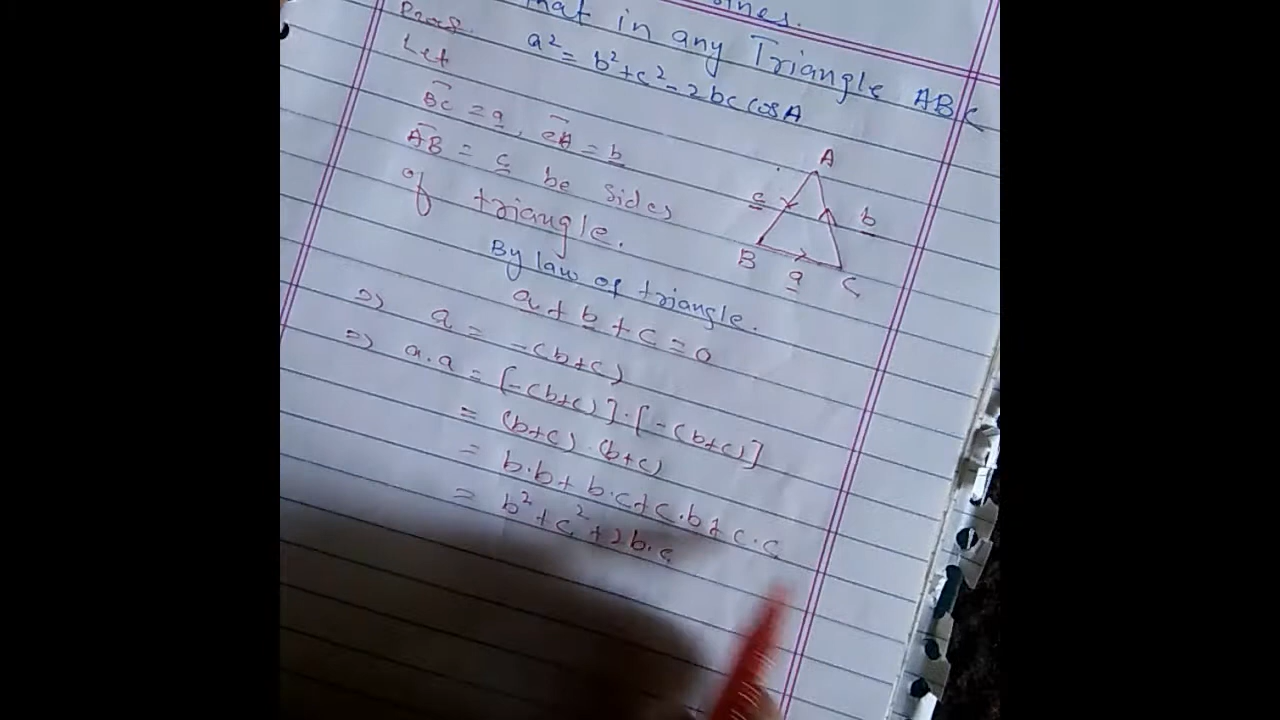 that in any Triangle ABC
a² = b² + c² - 2bc cos A
Proof.
Let
BC = a, CA = b
AB = c be sides
of triangle.
A
c
b
B
a
C
By law of triangle.
a + b + c = 0
=> a = -(b+c)
=> a.a = [-(b+c)].[-(b+c)]
= (b+c).(b+c)
= b.b + b.c + c.b + c.c
= b² + c² + 2b.c